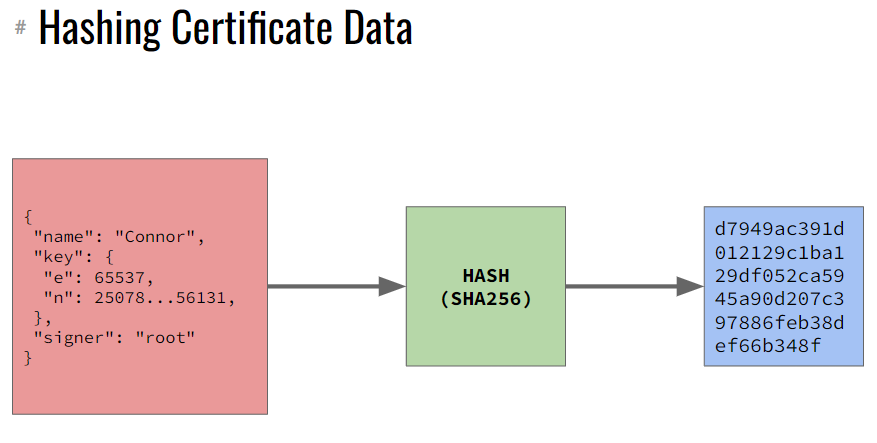 # Hashing Certificate Data
{
"name": "Connor",
"key": {
"e": 65537,
"n": 25078...56131,
},
"signer": "root"
}
HASH
(SHA256)
d7949ac391d
012129c1ba1
29df052ca59
45a90d207c3
97886feb38d
ef66b348f